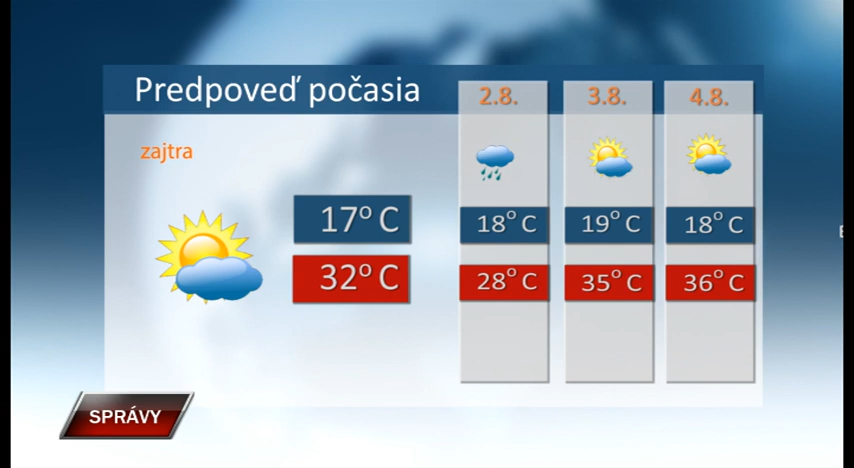 Predpoveď počasia
zajtra
17° C
32° C
2.8.
3.8.
4.8.
18° C
19° C
18° C
28° C
35° C
36° C
SPRÁVY